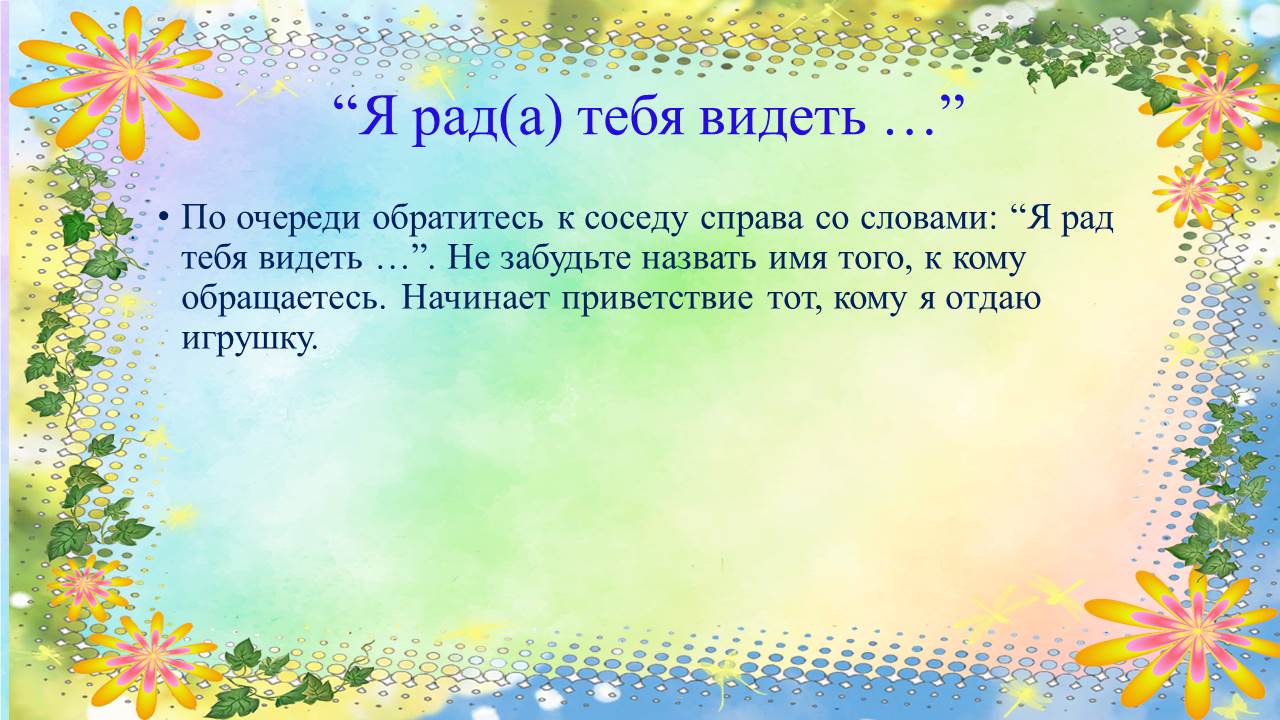 “Я рад(а) тебя видеть …”
• По очереди обратитесь к соседу справа со словами: “Я рад
тебя видеть …”. Не забудьте назвать имя того, к кому
обращаетесь. Начинает приветствие тот, кому я отдаю
игрушку.